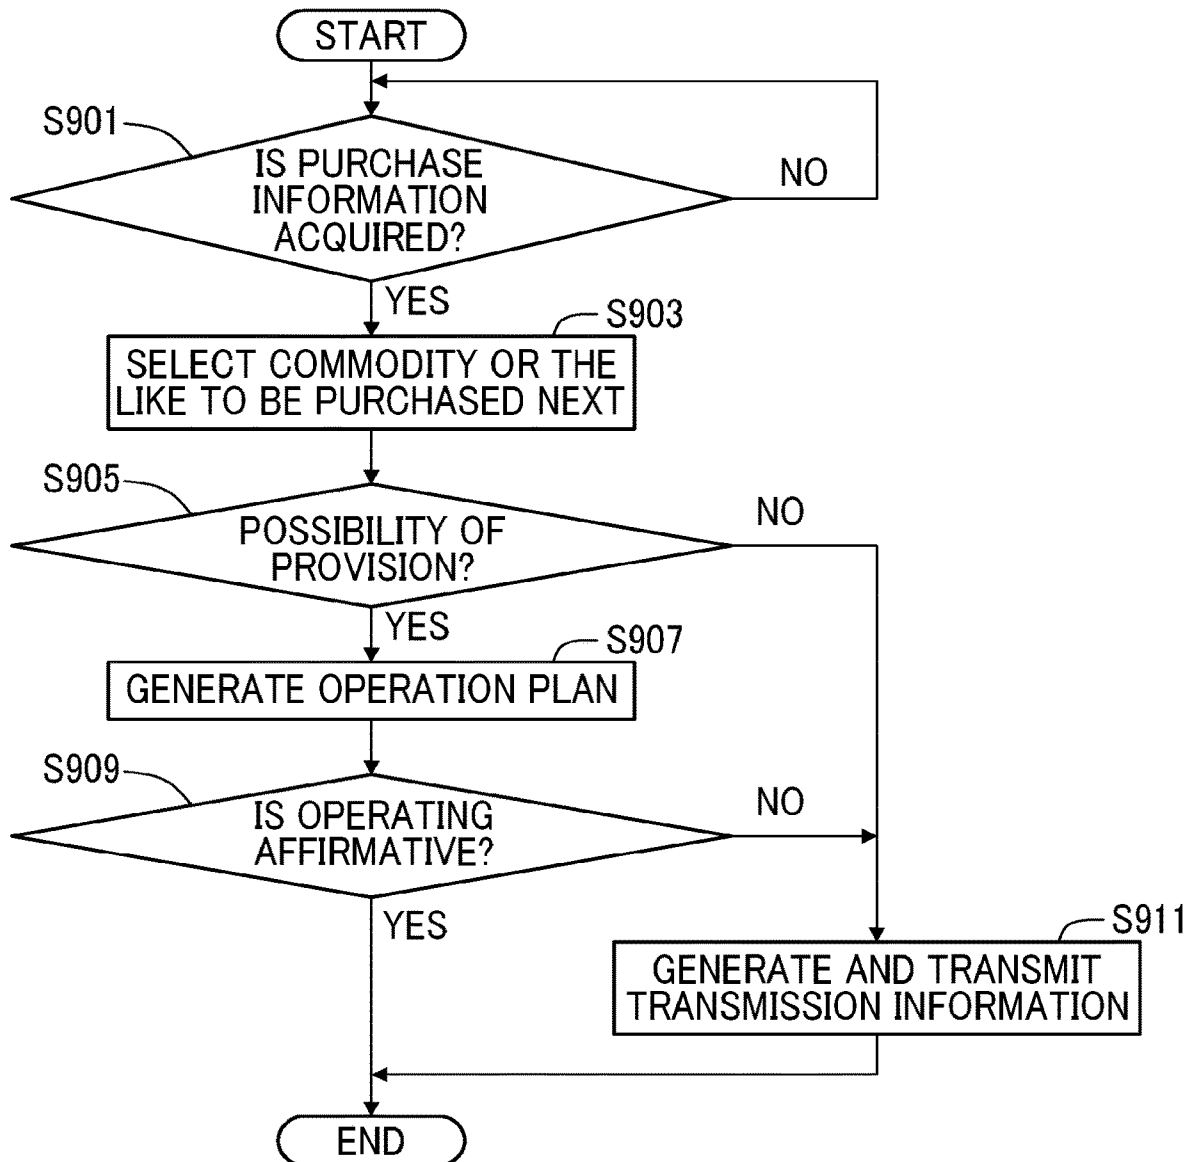 START
S901
IS PURCHASE
INFORMATION
ACQUIRED?
NO
YES
S903
SELECT COMMODITY OR THE
LIKE TO BE PURCHASED NEXT
S905
POSSIBILITY OF
PROVISION?
NO
YES
S907
GENERATE OPERATION PLAN
S909
IS OPERATING
AFFIRMATIVE?
NO
YES
S911
GENERATE AND TRANSMIT
TRANSMISSION INFORMATION
END